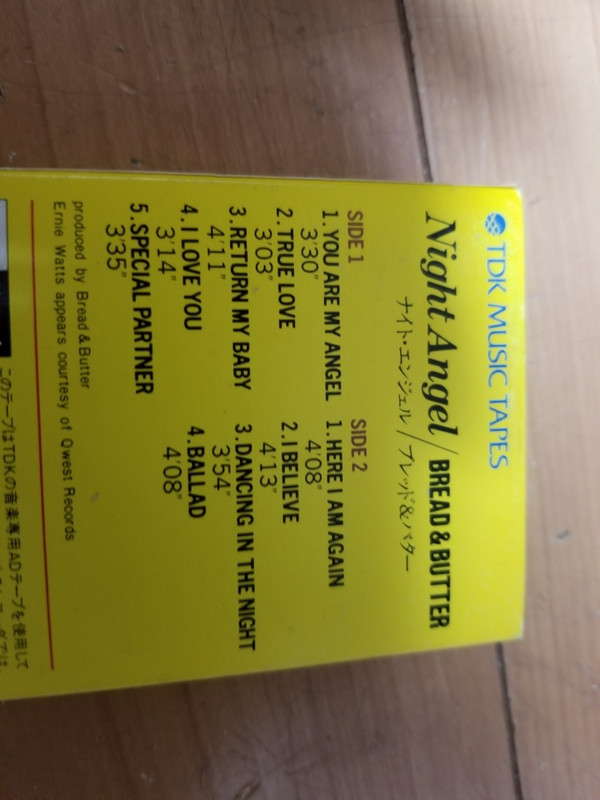 TDK MUSIC TAPES
Night Angel/BREAD & BUTTER
ナイト・エンジェル/ブレッド&バター
SIDE 1
1.YOU ARE MY ANGEL
3'30"
2.TRUE LOVE
3'03"
3.RETURN MY BABY
4'11"
4.I LOVE YOU
3'14"
5.SPECIAL PARTNER
3'35"
SIDE 2
1.HERE I AM AGAIN
4'08"
2.I BELIEVE
4'13"
3.DANCING IN THE NIGHT
3'54"
4.BALLAD
4'08"
produced by Bread & Butter
Ernie Watts appears courtesy of Qwest Records
このテープはTDKの音楽専用ADテープを使用して